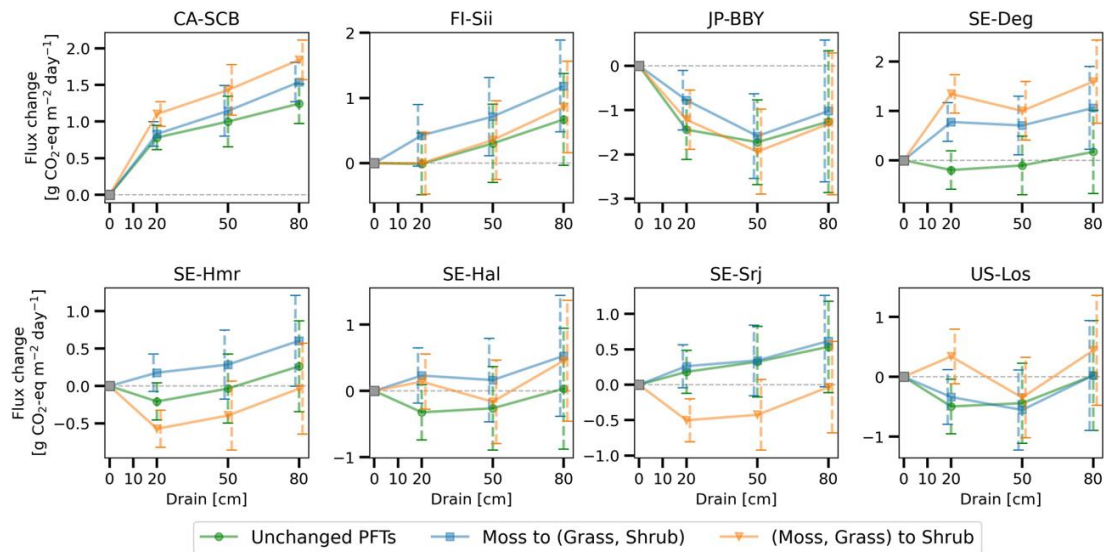 CA-SCB
FI-Sii
JP-BBY
SE-Deg
Flux change
[g CO₂-eq m⁻² day⁻¹]
2.0
1.5
1.0
0.5
0.0
0 10 20 50 80
2
1
0
0 10 20 50 80
0
−1
−2
−3
0 10 20 50 80
2
1
0
0 10 20 50 80
SE-Hmr
SE-Hal
SE-Srj
US-Los
Flux change
[g CO₂-eq m⁻² day⁻¹]
1.0
0.5
0.0
−0.5
0 10 20 50 80
Drain [cm]
1
0
−1
0 10 20 50 80
Drain [cm]
1.0
0.5
0.0
−0.5
−1.0
0 10 20 50 80
Drain [cm]
1
0
−1
0 10 20 50 80
Drain [cm]
Unchanged PFTs
Moss to (Grass, Shrub)
(Moss, Grass) to Shrub